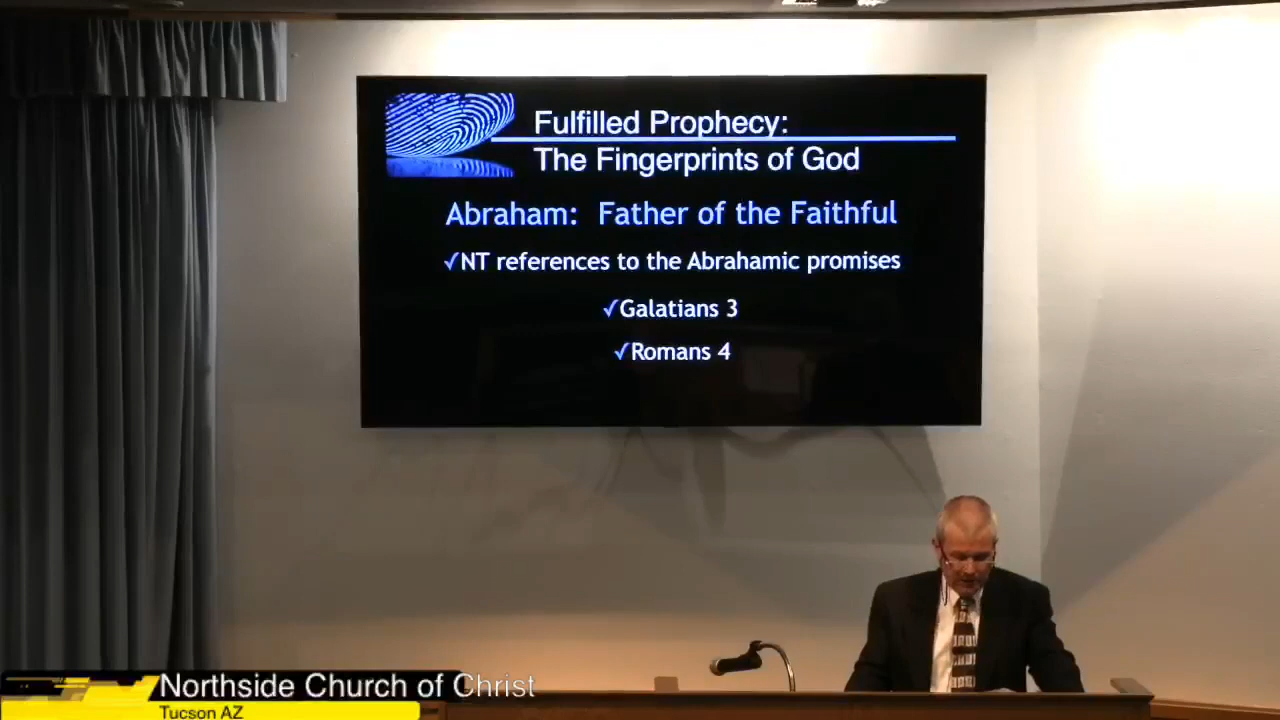 Fulfilled Prophecy:
The Fingerprints of God
Abraham: Father of the Faithful
✓NT references to the Abrahamic promises
✓Galatians 3
✓Romans 4
Northside Church of Christ
Tucson AZ